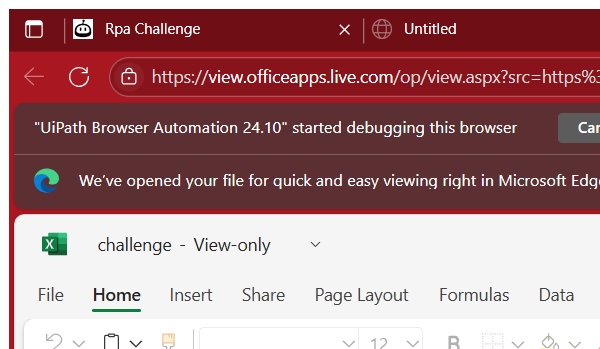 Rpa Challenge
Untitled
https://view.officeapps.live.com/op/view.aspx?src=https%3
"UiPath Browser Automation 24.10" started debugging this browser
Can
We've opened your file for quick and easy viewing right in Microsoft Edge
challenge - View-only
File Home Insert Share Page Layout Formulas Data
12 B